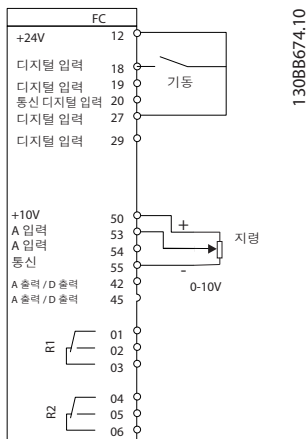 FC
130BB674.10
+24V 12
디지털 입력 18
기동
디지털 입력 19
통신 디지털 입력 20
디지털 입력 27
디지털 입력 29
+10V 50
+
A 입력 53
지령
A 입력 54
통신 55
-
0-10V
A 출력 / D 출력 42
A 출력 / D 출력 45
R1
01
02
03
R2
04
05
06